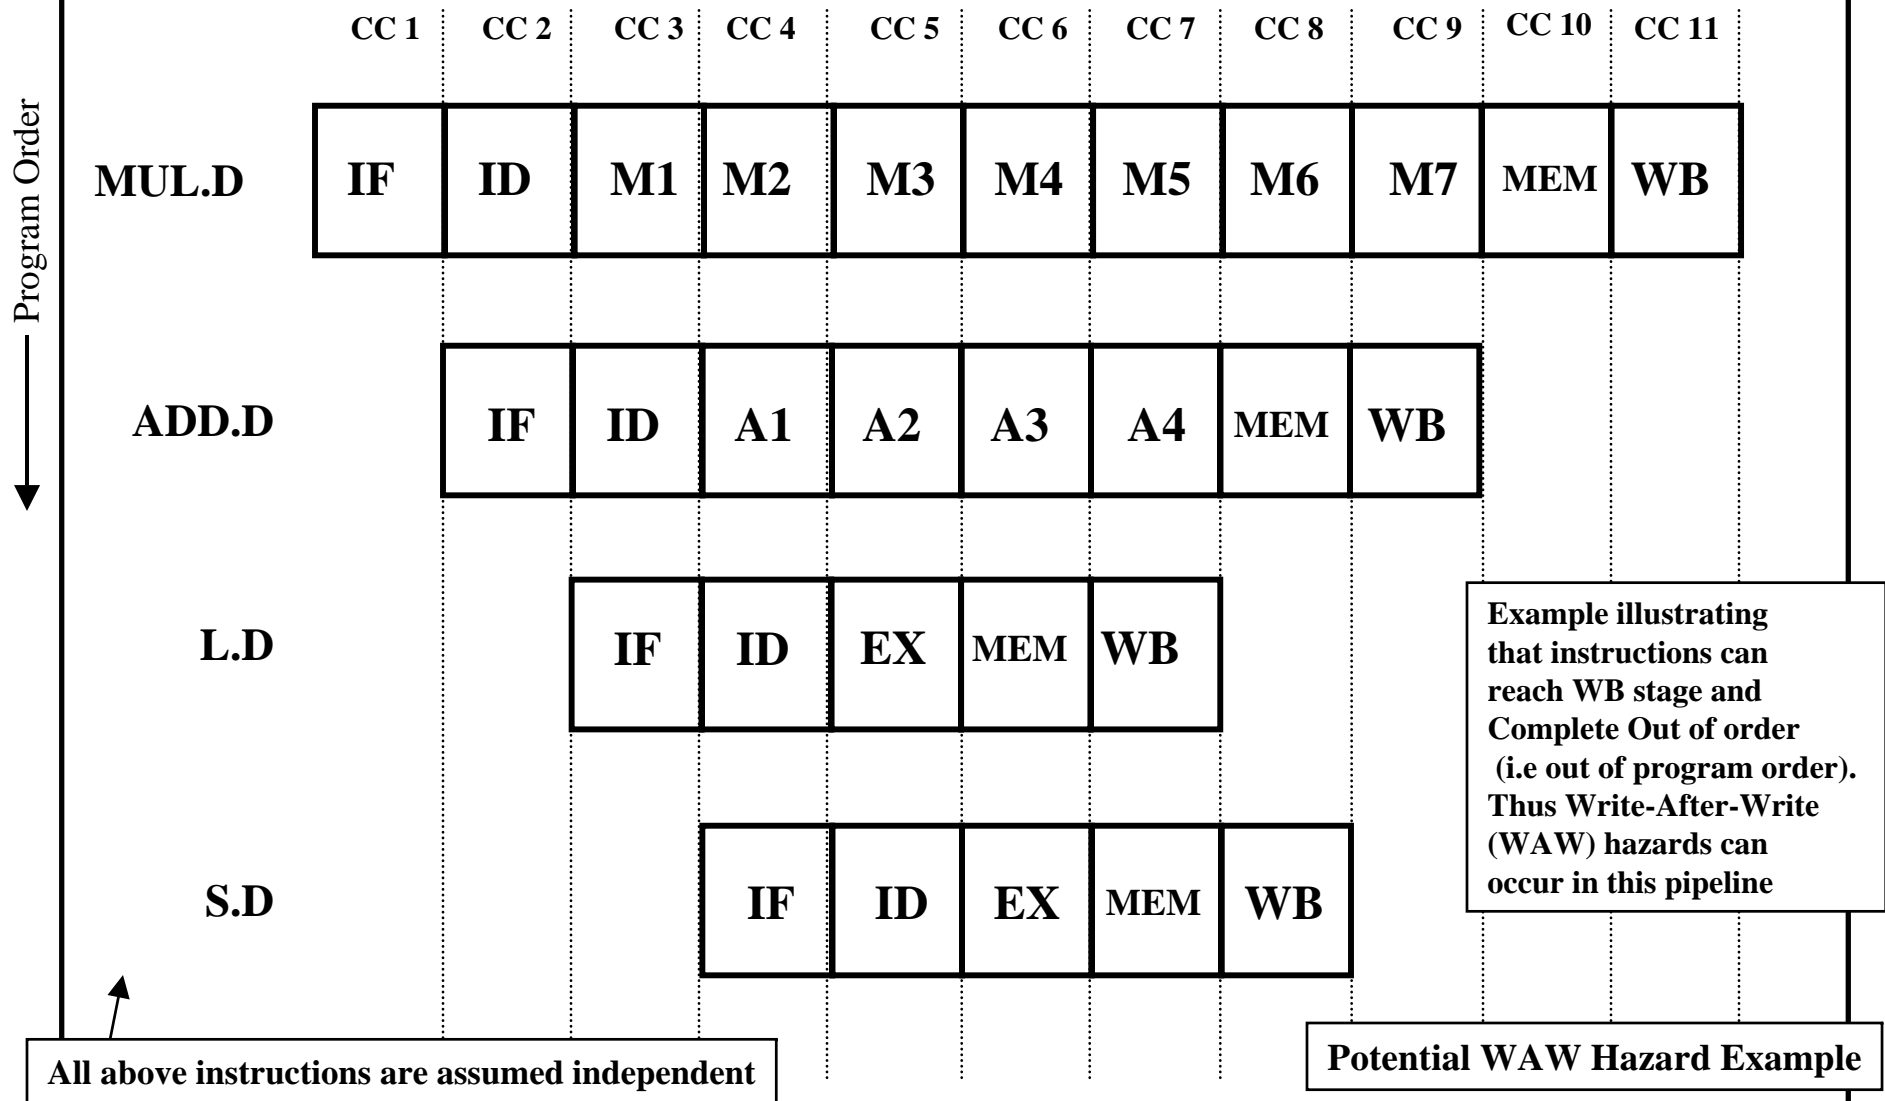 CC 1 CC 2 CC 3 CC 4 CC 5 CC 6 CC 7 CC 8 CC 9 CC 10 CC 11
Program Order
MUL.D IF ID M1 M2 M3 M4 M5 M6 M7 MEM WB
ADD.D IF ID A1 A2 A3 A4 MEM WB
L.D IF ID EX MEM WB
S.D IF ID EX MEM WB
Example illustrating
that instructions can
reach WB stage and
Complete Out of order
(i.e out of program order).
Thus Write-After-Write
(WAW) hazards can
occur in this pipeline
All above instructions are assumed independent
Potential WAW Hazard Example